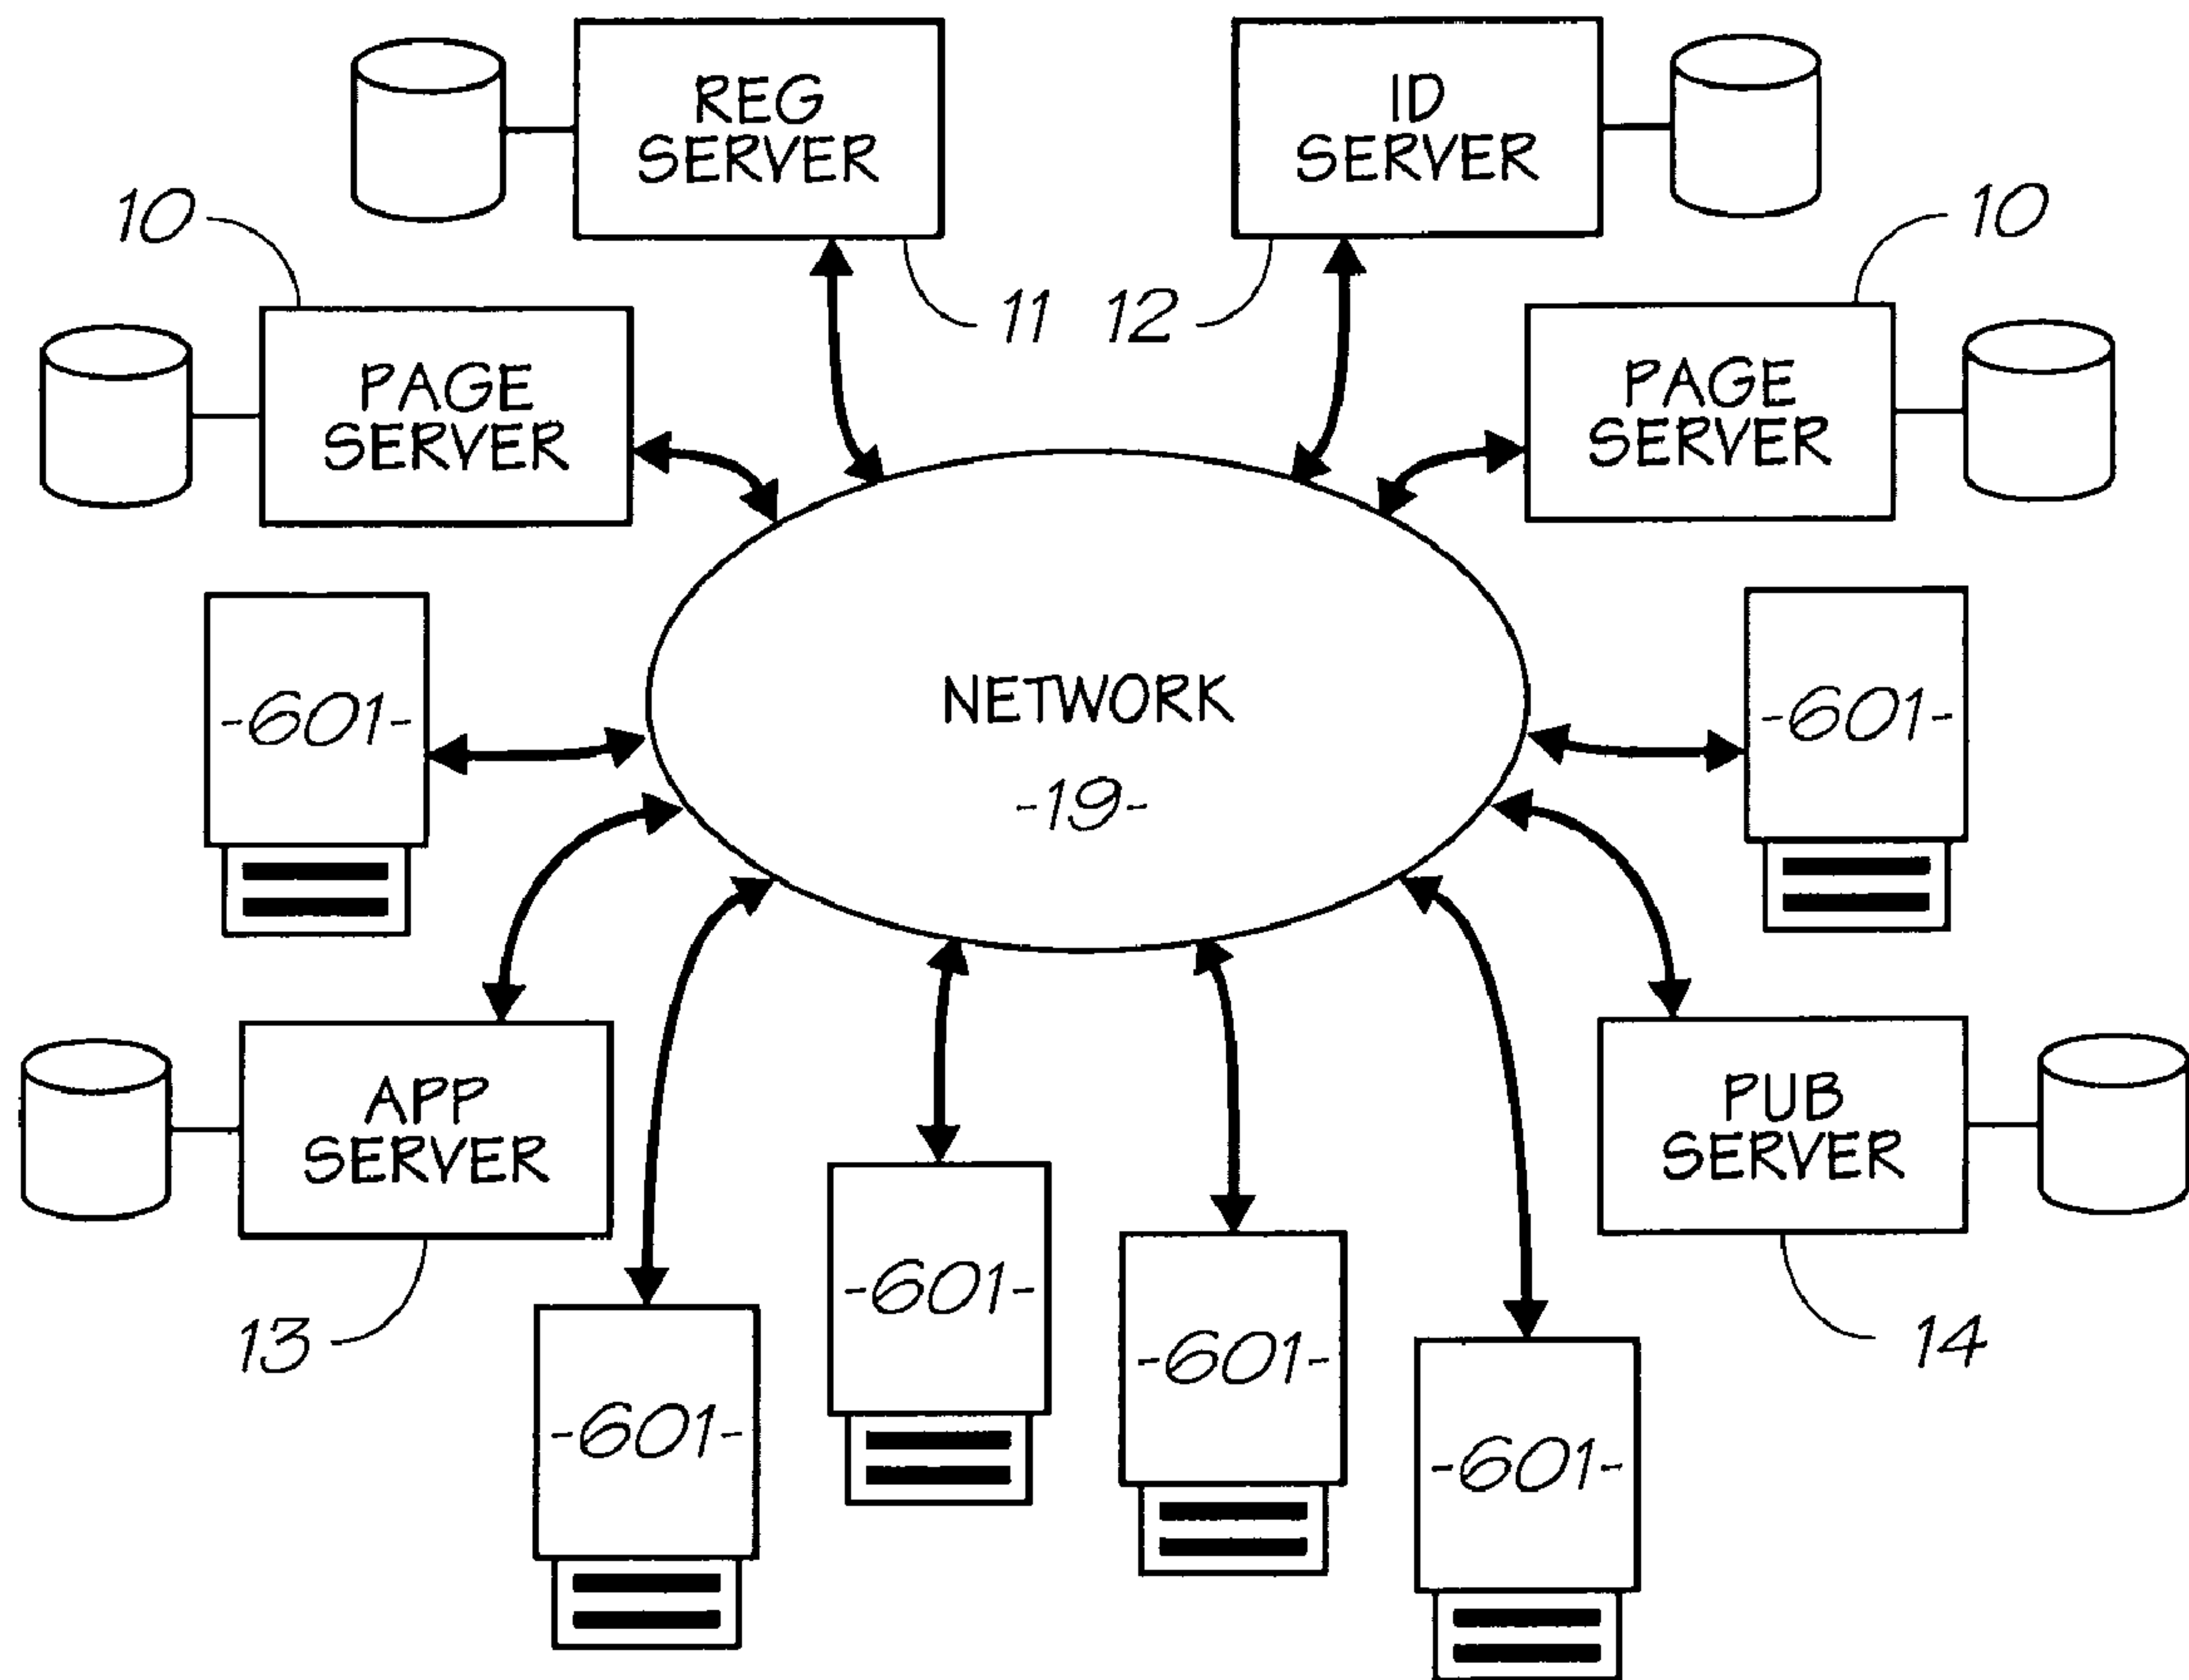 REG
SERVER
ID
SERVER
10
10
11
12
PAGE
SERVER
PAGE
SERVER
-601-
NETWORK
-19-
-601-
APP
SERVER
PUB
SERVER
13
-601-
-601-
-601-
-601-
14